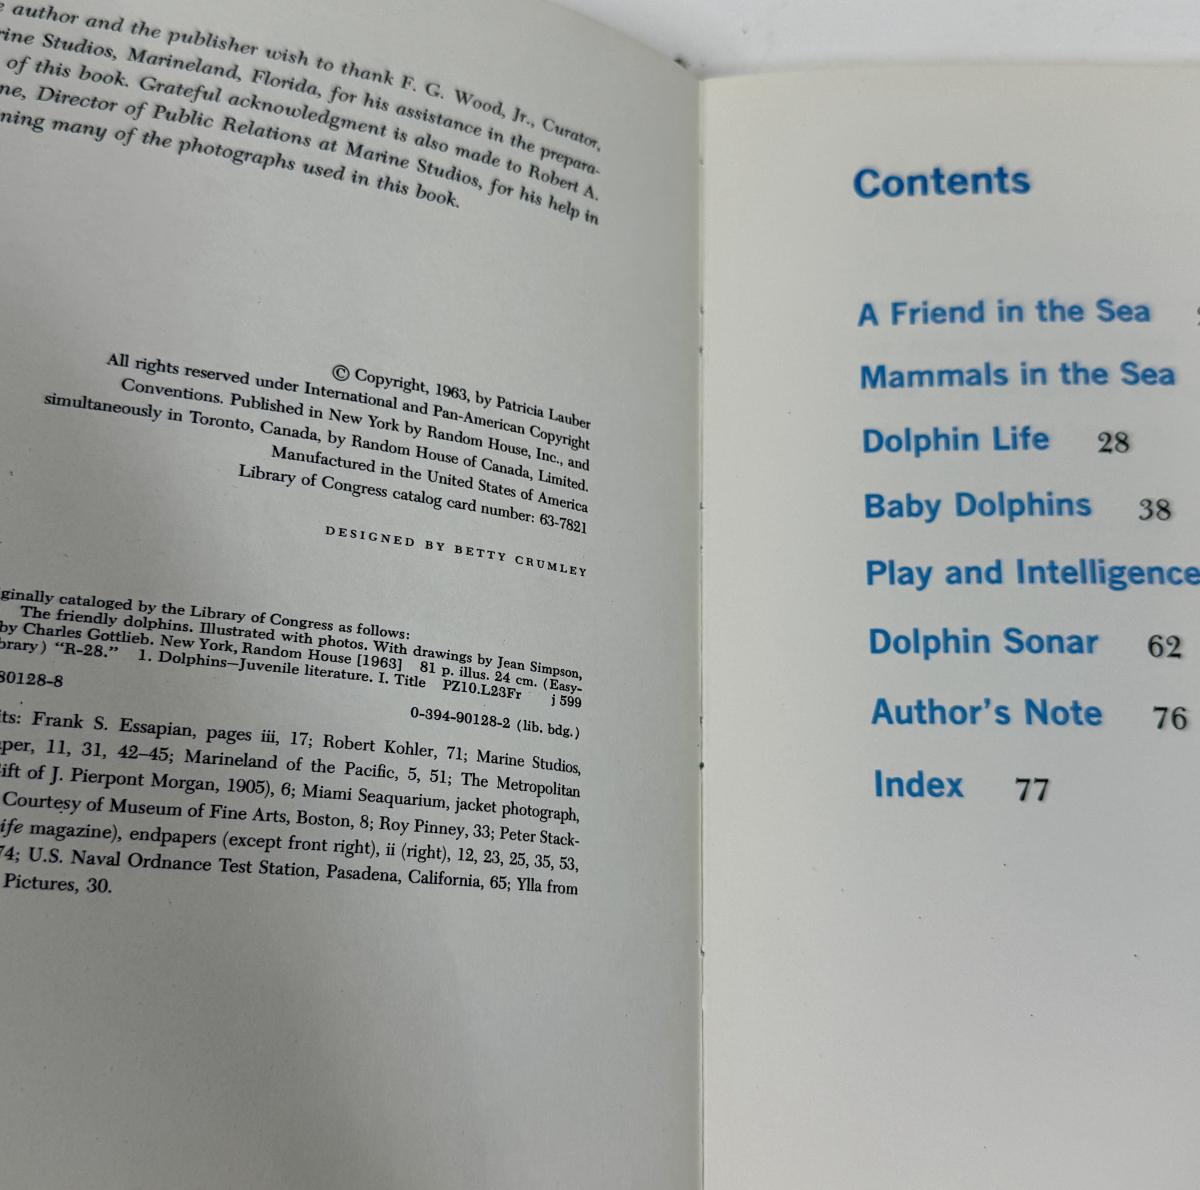 author and the publisher wish to thank F. G. Wood, Jr., Curator,
rine Studios, Marineland, Florida, for his assistance in the prepara-
of this book. Grateful acknowledgment is also made to Robert A.
ne, Director of Public Relations at Marine Studios, for his help in
ning many of the photographs used in this book.
© Copyright, 1963, by Patricia Lauber
All rights reserved under International and Pan-American Copyright
Conventions. Published in New York by Random House, Inc., and
simultaneously in Toronto, Canada, by Random House of Canada, Limited.
Manufactured in the United States of America
Library of Congress catalog card number: 63-7821
DESIGNED BY BETTY CRUMLEY
ginally cataloged by the Library of Congress as follows:
The friendly dolphins. Illustrated with photos. With drawings by Jean Simpson,
by Charles Gottlieb. New York, Random House [1963] 81 p. illus. 24 cm. (Easy-
brary) “R-28.” 1. Dolphins—Juvenile literature. I. Title PZ10.L23Fr j 599
80128-8
0-394-90128-2 (lib. bdg.)
its: Frank S. Essapian, pages iii, 17; Robert Kohler, 71; Marine Studios,
per, 11, 31, 42–45; Marineland of the Pacific, 5, 51; The Metropolitan
ift of J. Pierpont Morgan, 1905), 6; Miami Seaquarium, jacket photograph,
Courtesy of Museum of Fine Arts, Boston, 8; Roy Pinney, 33; Peter Stack-
ife magazine), endpapers (except front right), ii (right), 12, 23, 25, 35, 53,
74; U.S. Naval Ordnance Test Station, Pasadena, California, 65; Ylla from
Pictures, 30.
Contents
A Friend in the Sea
Mammals in the Sea
Dolphin Life 28
Baby Dolphins 38
Play and Intelligence
Dolphin Sonar 62
Author's Note 76
Index 77